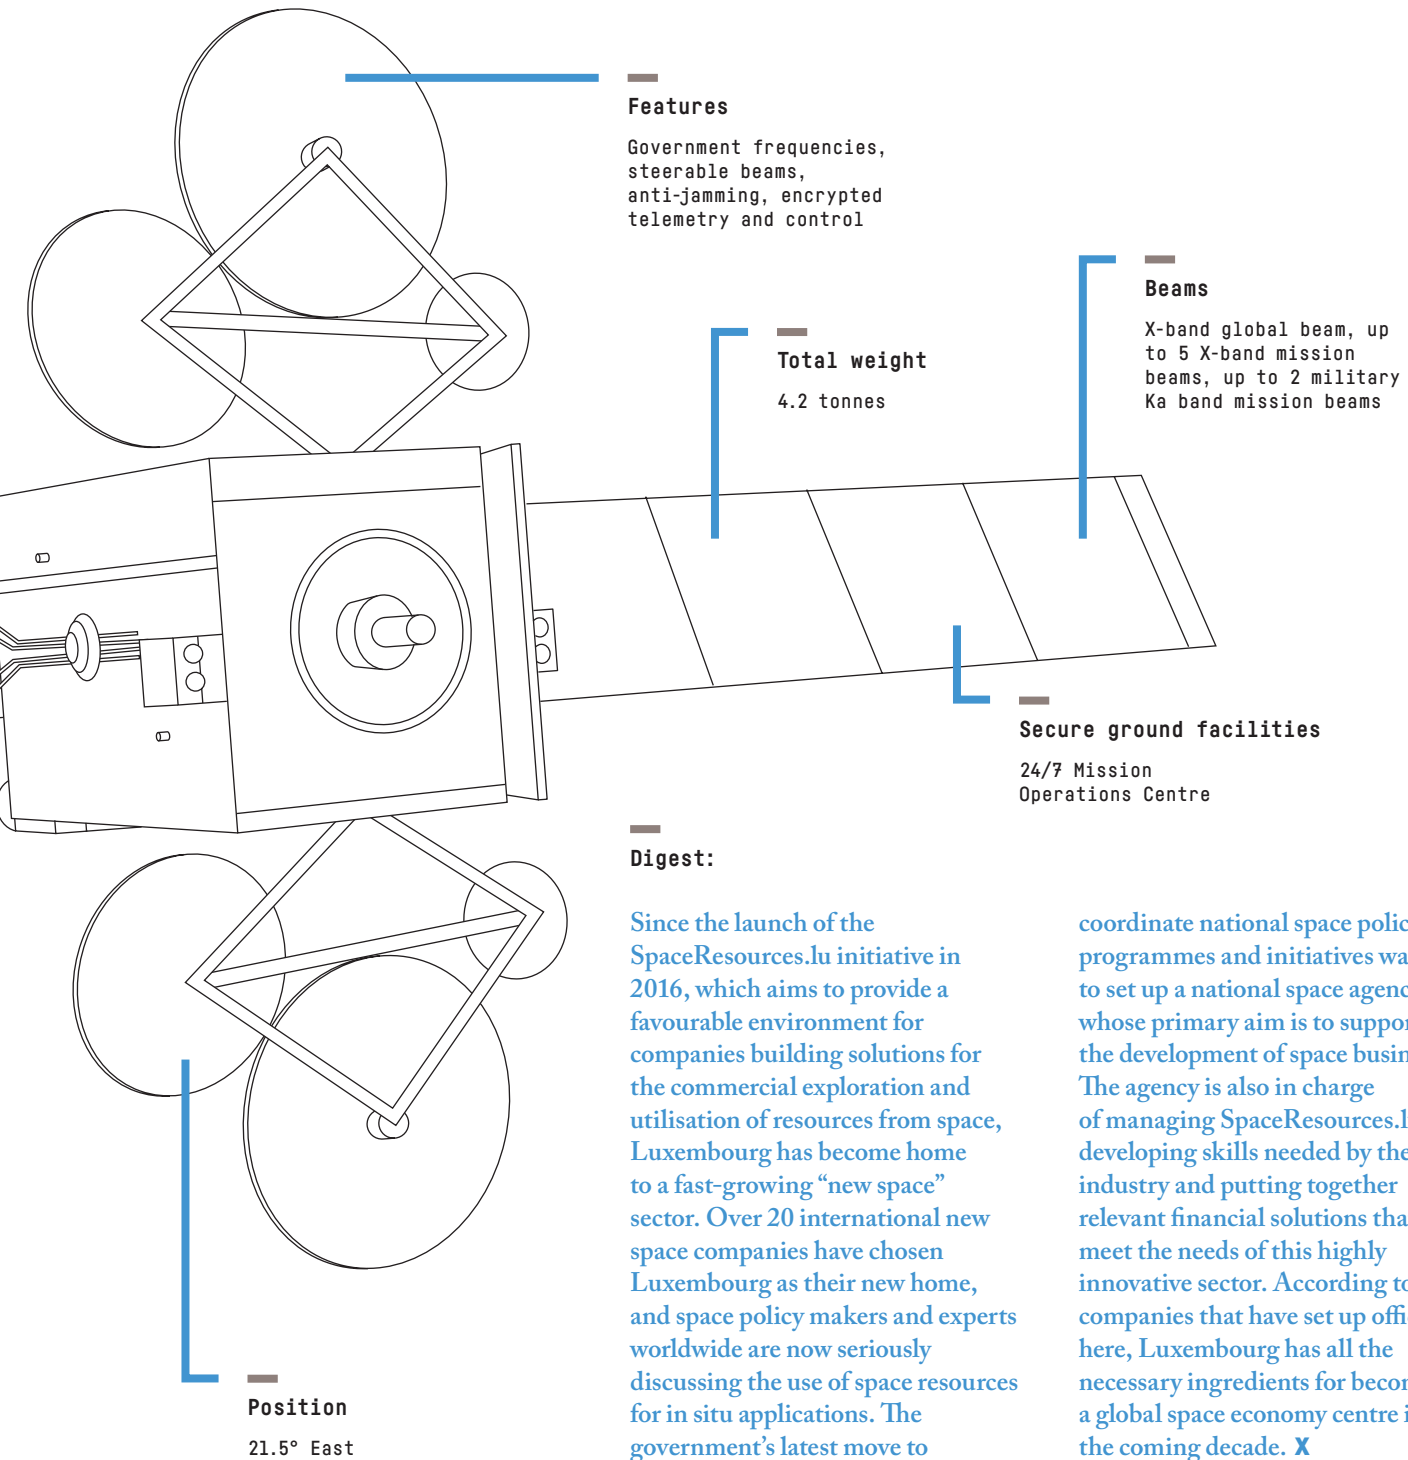 Features
Government frequencies,
steerable beams,
anti-jamming, encrypted
telemetry and control
Beams
X-band global beam, up
to 5 X-band mission
beams, up to 2 military
Ka band mission beams
Total weight
4.2 tonnes
Secure ground facilities
24/7 Mission
Operations Centre
Position
21.5° East
Digest:
Since the launch of the
SpaceResources.lu initiative in
2016, which aims to provide a
favourable environment for
companies building solutions for
the commercial exploration and
utilisation of resources from space,
Luxembourg has become home
to a fast-growing “new space”
sector. Over 20 international new
space companies have chosen
Luxembourg as their new home,
and space policy makers and experts
worldwide are now seriously
discussing the use of space resources
for in situ applications. The
government’s latest move to
coordinate national space
programmes and initiatives
to set up a national space
whose primary aim is to
the development of space
The agency is also in charge
of managing
developing skills needed by the
industry and putting together
relevant financial solutions
meet the needs of this highly
innovative sector. According to
companies that have set up
here, Luxembourg has all the
necessary ingredients for
a global space economy centre
the coming decade. X